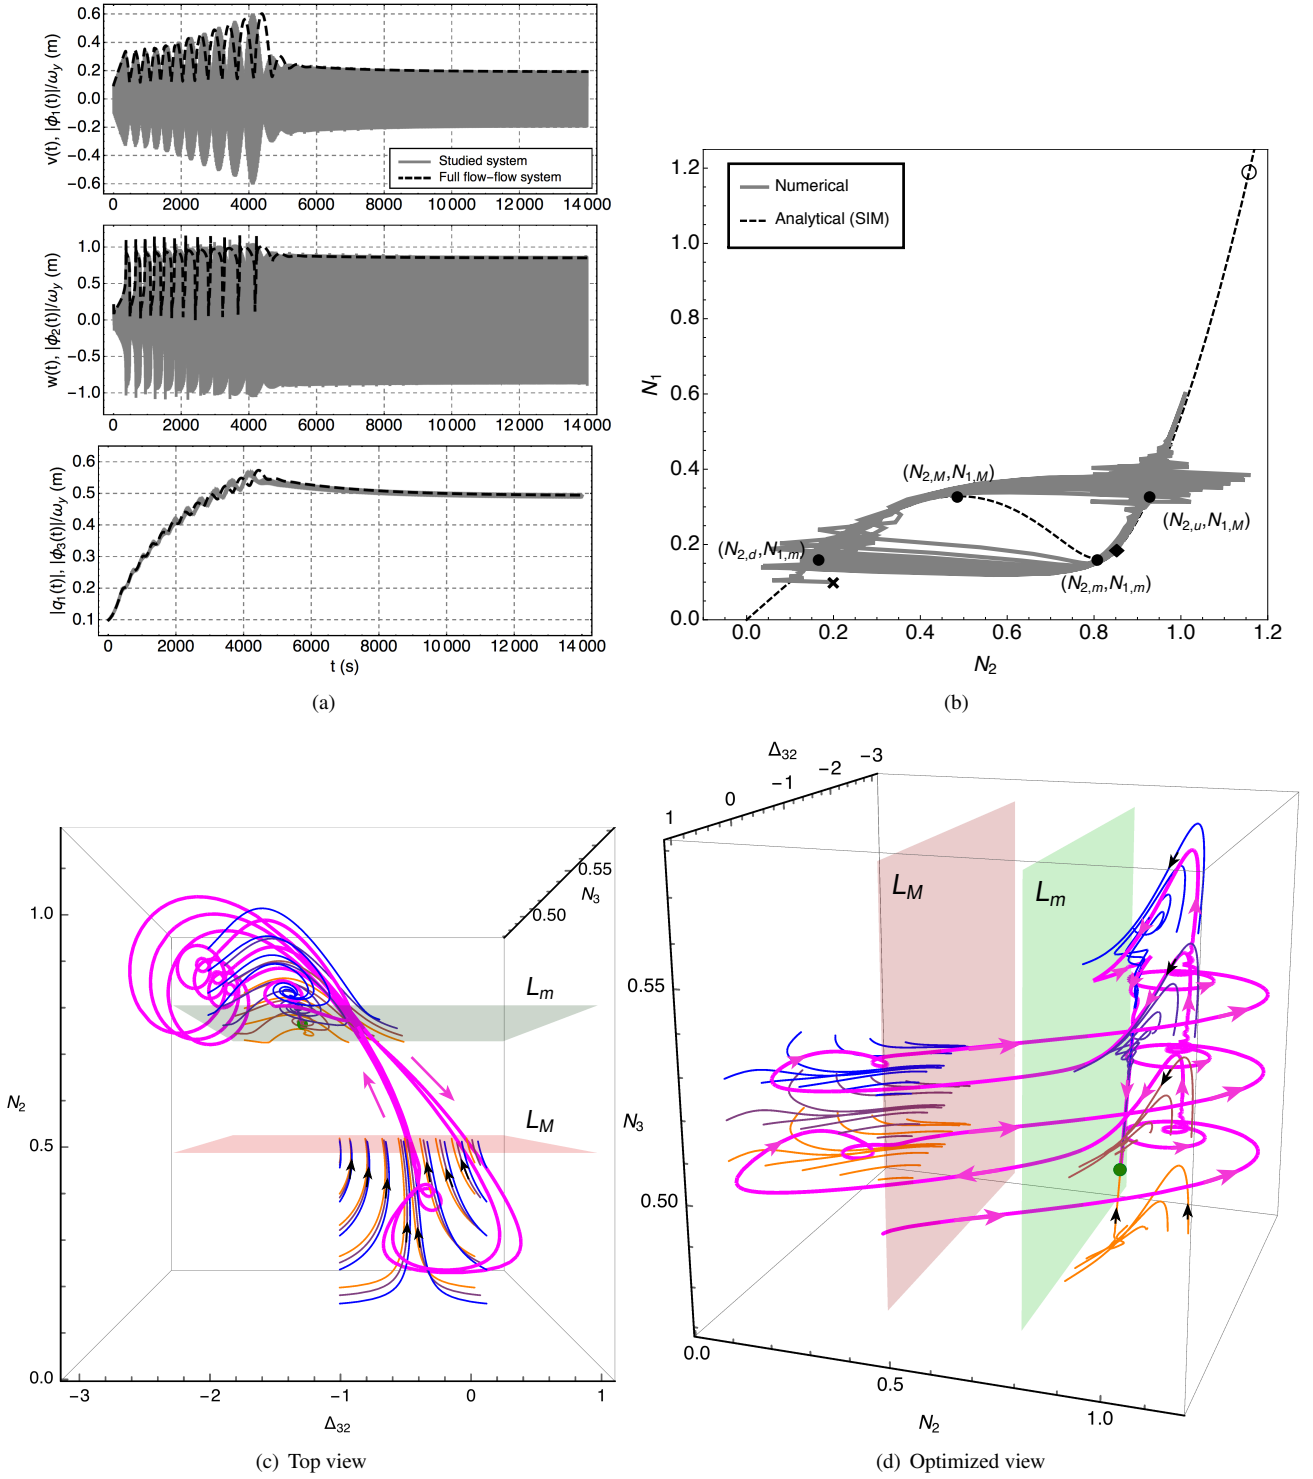 v(t), |ϕ1(t)|/ωy (m)
0.6
0.4
0.2
0.0
−0.2
−0.4
−0.6
Studied system
Full flow–flow system
0 2000 4000 6000 8000 10 000 12 000 14 000
w(t), |ϕ2(t)|/ωy (m)
1.0
0.5
0.0
−0.5
−1.0
0 2000 4000 6000 8000 10 000 12 000 14 000
|q1(t)|, |ϕ3(t)|/ωy (m)
0.6
0.5
0.4
0.3
0.2
0.1
0 2000 4000 6000 8000 10 000 12 000 14 000
t (s)
(a)
N1
1.2
1.0
0.8
0.6
0.4
0.2
0.0
Numerical
Analytical (SIM)
(N2,M,N1,M)
(N2,u,N1,M)
(N2,d,N1,m)
(N2,m,N1,m)
0.0 0.2 0.4 0.6 0.8 1.0 1.2
N2
(b)
N2
1.0
0.5
0.0
0.55
N3
0.50
Lm
LM
−3 −2 −1 0 1
Δ32
(c) Top view
Δ32
1 0 −1 −2 −3
LM
Lm
0.55
N3
0.50
0.0 0.5 1.0
N2
(d) Optimized view